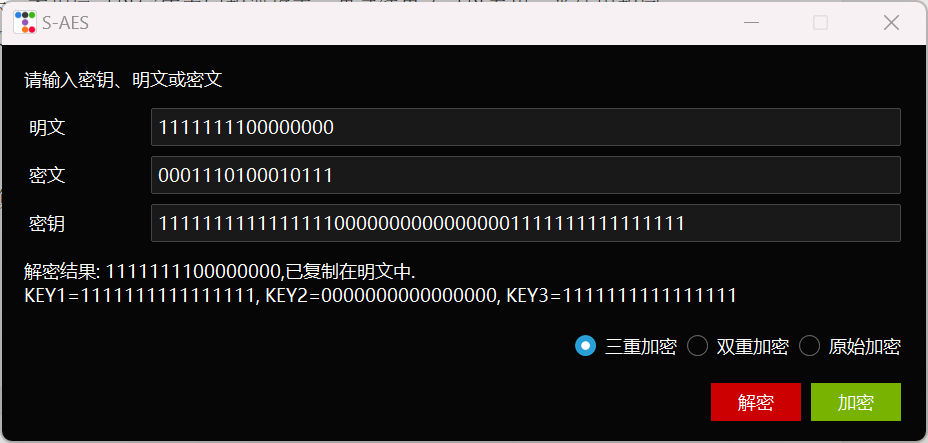 S-AES
请输入密钥、明文或密文
明文 1111111100000000
密文 0001110100010111
密钥 111111111111111100000000000000001111111111111111
解密结果: 1111111100000000,已复制在明文中.
KEY1=1111111111111111, KEY2=0000000000000000, KEY3=1111111111111111
三重加密 双重加密 原始加密
解密 加密